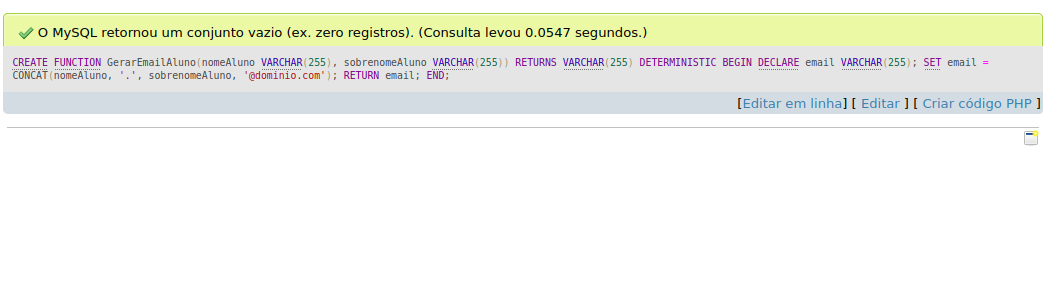 O MySQL retornou um conjunto vazio (ex. zero registros). (Consulta levou 0.0547 segundos.)
CREATE FUNCTION GerarEmailAluno(nomeAluno VARCHAR(255), sobrenomeAluno VARCHAR(255)) RETURNS VARCHAR(255) DETERMINISTIC BEGIN DECLARE email VARCHAR(255); SET email =
CONCAT(nomeAluno, '.', sobrenomeAluno, '@dominio.com'); RETURN email; END;
[Editar em linha] [ Editar ] [ Criar código PHP ]